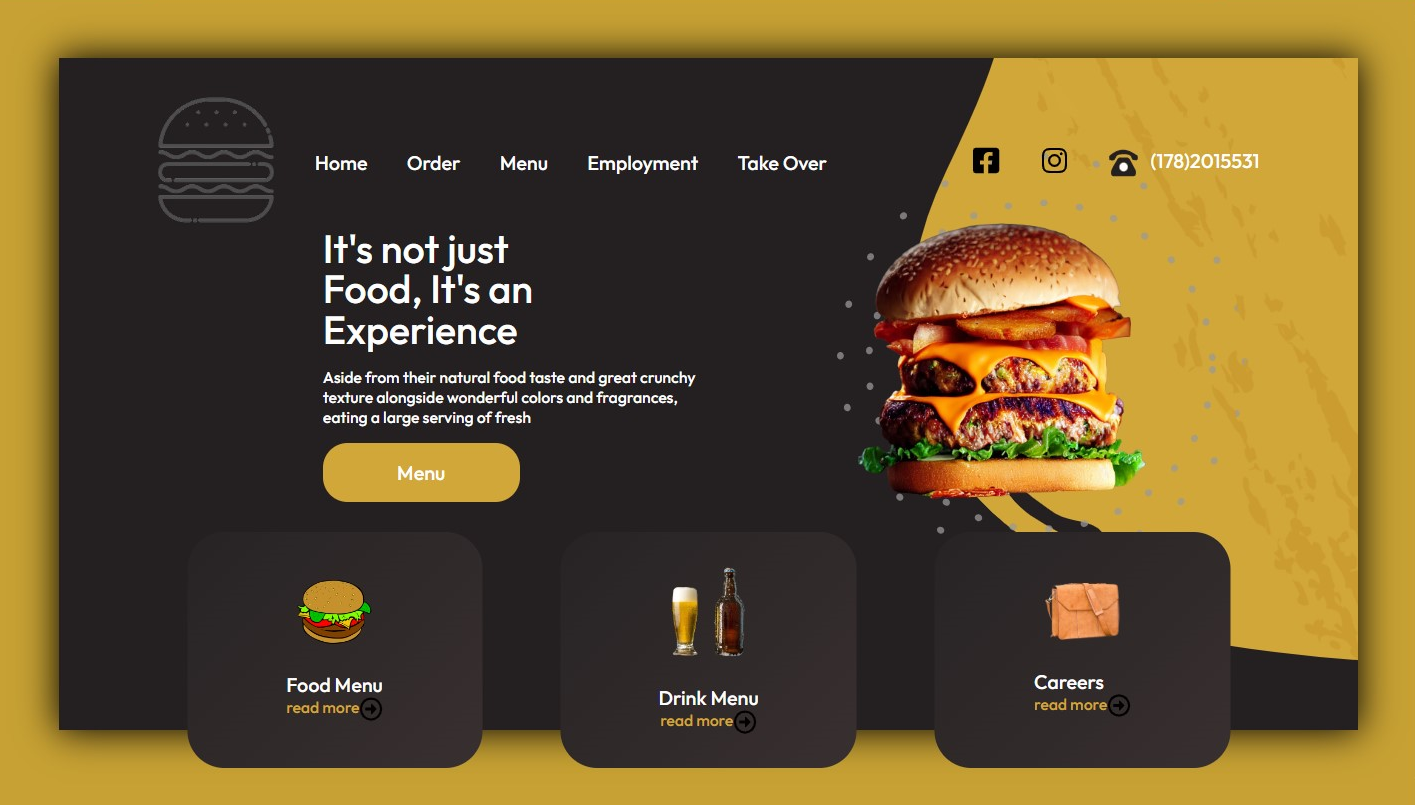 Home Order Menu Employment Take Over (178)2015531
It's not just
Food, It's an
Experience
Aside from their natural food taste and great crunchy
texture alongside wonderful colors and fragrances,
eating a large serving of fresh
Menu
Food Menu
read more
Drink Menu
read more
Careers
read more